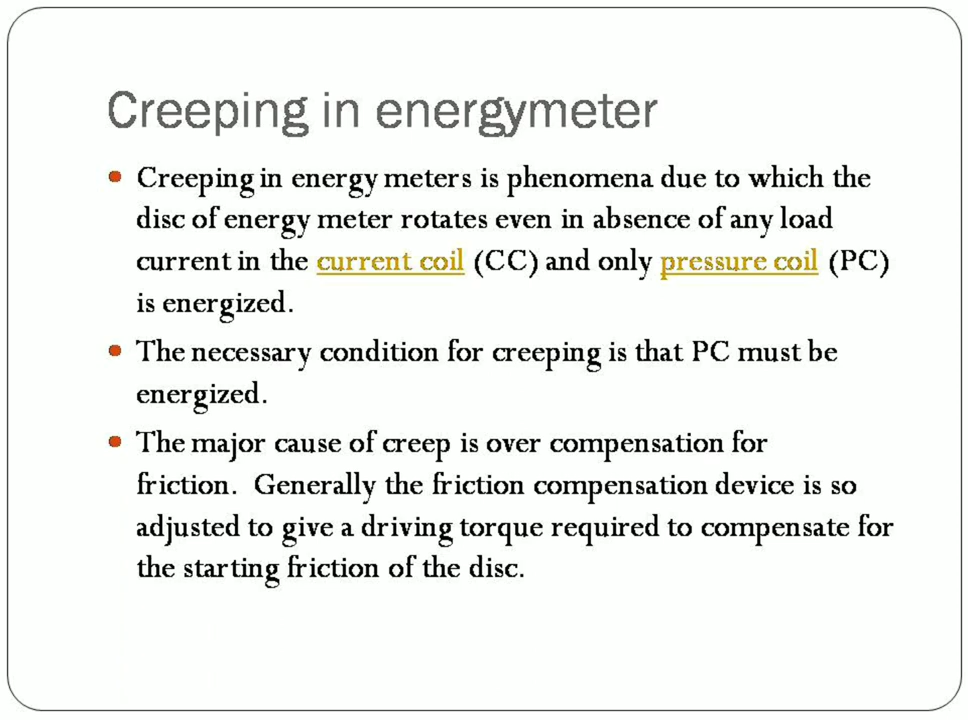 Creeping in energymeter
Creeping in energy meters is phenomena due to which the
disc of energy meter rotates even in absence of any load
current in the current coil (CC) and only pressure coil (PC)
is energized.
The necessary condition for creeping is that PC must be
energized.
The major cause of creep is over compensation for
friction. Generally the friction compensation device is so
adjusted to give a driving torque required to compensate for
the starting friction of the disc.